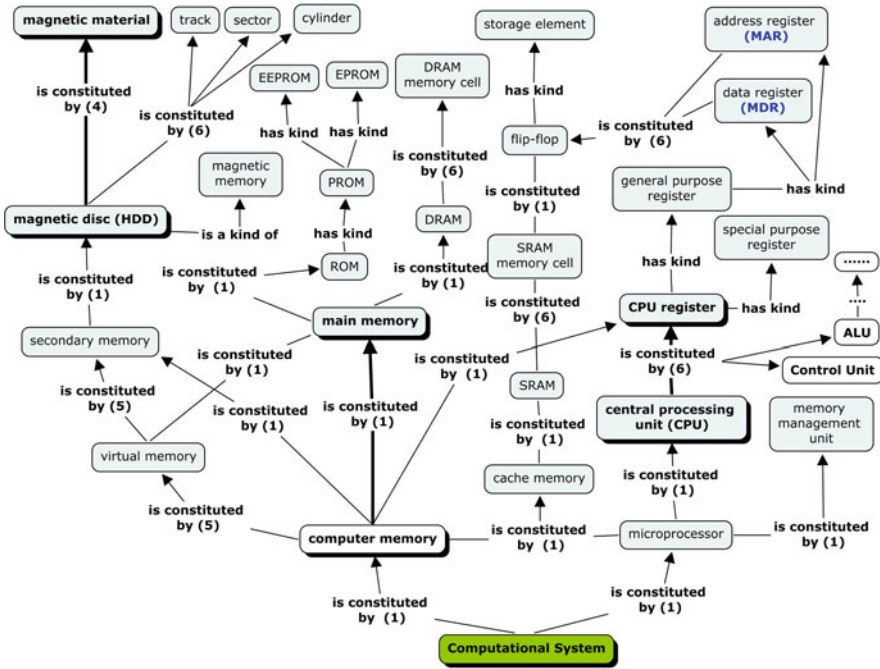 magnetic material
track
sector
cylinder
storage element
address register
(MAR)
EEPROM
EPROM
DRAM
memory cell
is constituted
by (4)
is constituted
by (6)
has kind
data register
(MDR)
has kind
has kind
flip-flop
is constituted
by (6)
magnetic
memory
PROM
is constituted
by (6)
is constituted
by (1)
general purpose
register
has kind
magnetic disc (HDD)
is a kind of
has kind
DRAM
special purpose
register
is constituted
by (1)
is constituted
by (1)
ROM
is constituted
by (1)
SRAM
memory cell
has kind
......
secondary memory
main memory
is constituted
by (6)
CPU register
has kind
....
ALU
is constituted
by (1)
is constituted
by (1)
is constituted
by (6)
Control Unit
is constituted
by (5)
is constituted
by (1)
is constituted
by (1)
SRAM
central processing
unit (CPU)
memory
management
unit
virtual memory
is constituted
by (1)
cache memory
is constituted
by (1)
is constituted
by (5)
computer memory
is constituted
by (1)
microprocessor
is constituted
by (1)
is constituted
by (1)
is constituted
by (1)
Computational System